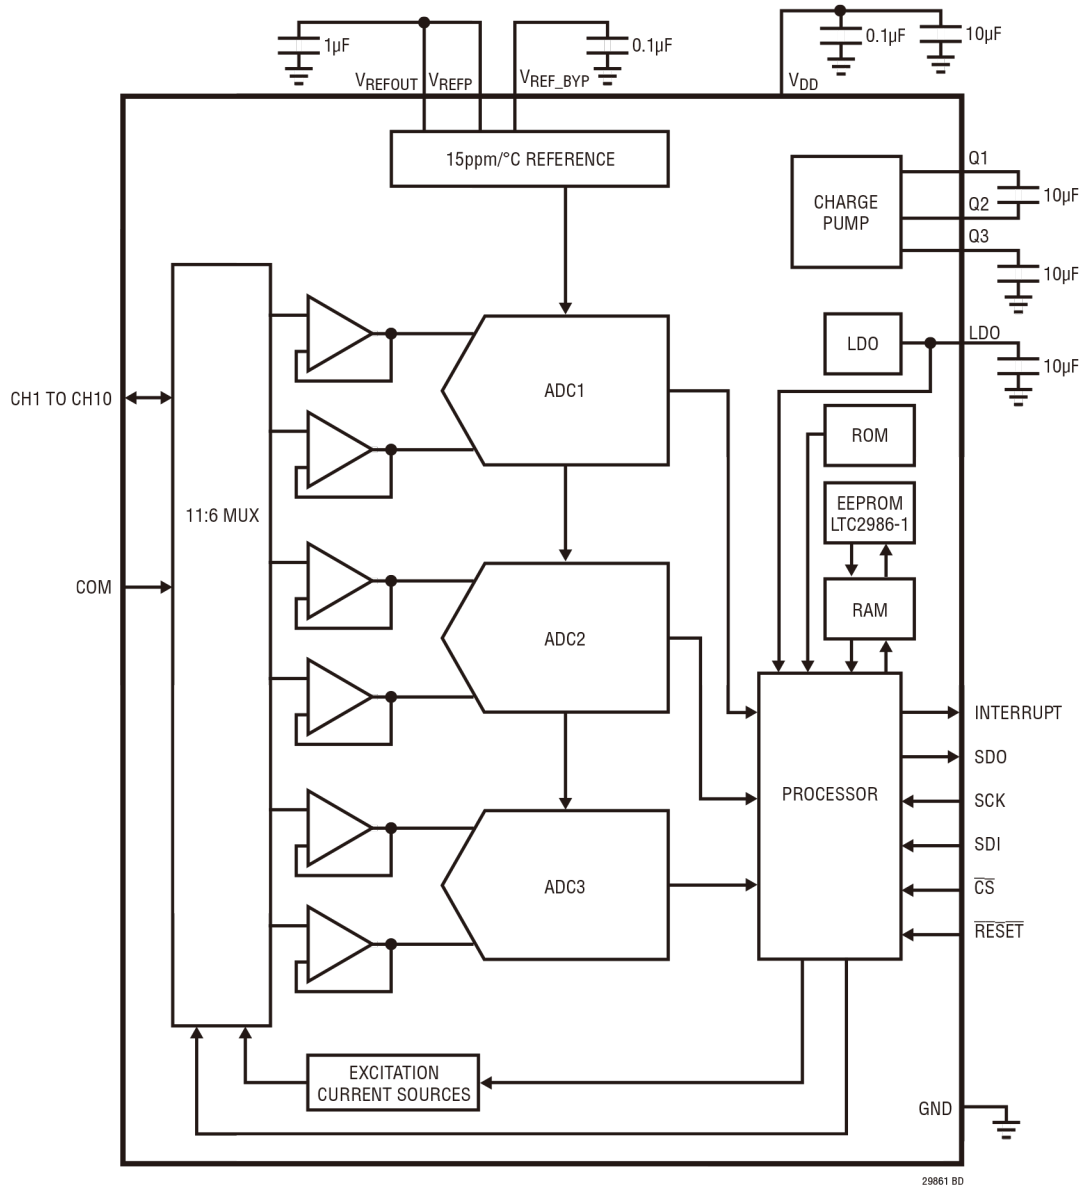 1µF
0.1µF
0.1µF
10µF
VREFOUT
VREFP
VREF_BYP
VDD
15ppm/°C REFERENCE
CHARGE
PUMP
Q1
10µF
Q2
Q3
10µF
LDO
LDO
10µF
CH1 TO CH10
ADC1
ROM
EEPROM
LTC2986-1
11:6 MUX
COM
RAM
ADC2
INTERRUPT
SDO
PROCESSOR
SCK
SDI
CS
ADC3
RESET
EXCITATION
CURRENT SOURCES
GND
29861 BD